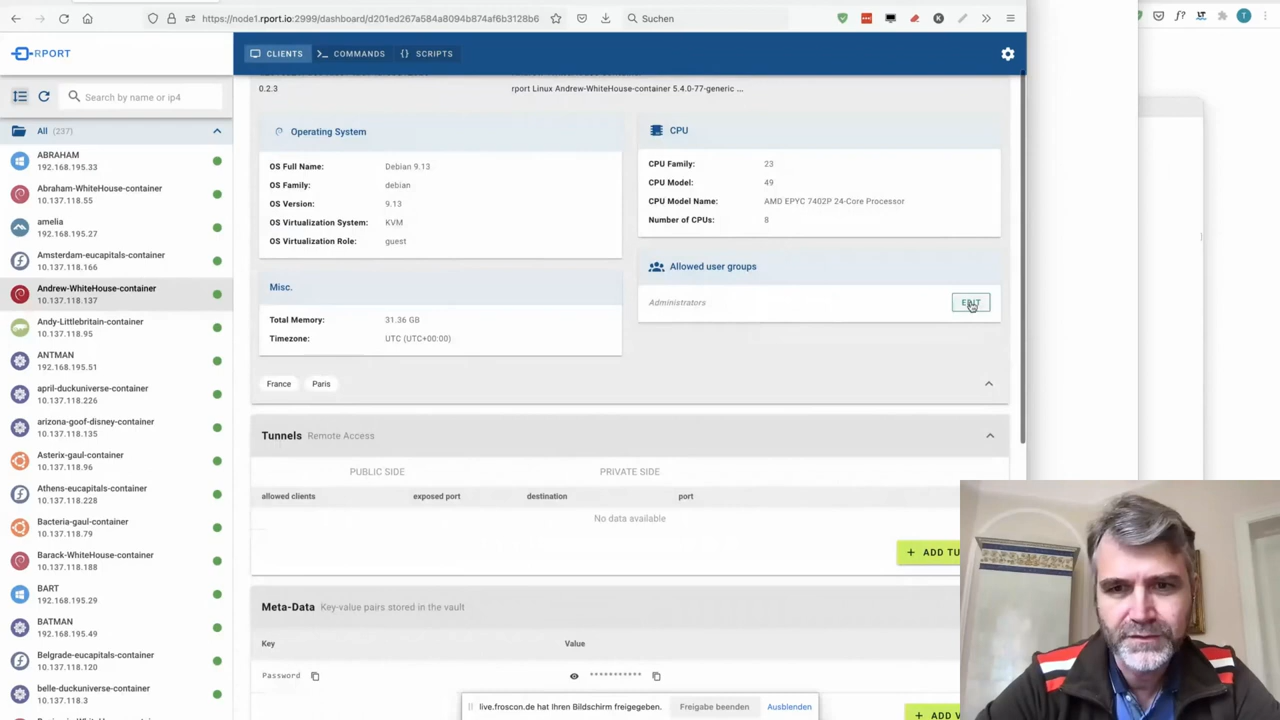 https://node1.rport.io:2999/dashboard/d201ed267a584a8094b874af6b3128b6
Suchen
RPORT
CLIENTS
COMMANDS
SCRIPTS
Search by name or ip4
All (237)
ABRAHAM
192.168.195.33
Abraham-WhiteHouse-container
10.137.118.55
amelia
192.168.195.27
Amsterdam-eucapitals-container
10.137.118.166
Andrew-WhiteHouse-container
10.137.118.137
Andy-Littlebritain-container
10.137.118.95
ANTMAN
192.168.195.51
april-duckuniverse-container
10.137.118.226
arizona-goof-disney-container
10.137.118.135
Asterix-gaul-container
10.137.118.96
Athens-eucapitals-container
10.137.118.228
Bacteria-gaul-container
10.137.118.79
Barack-WhiteHouse-container
10.137.118.188
BART
192.168.195.29
BATMAN
192.168.195.49
Belgrade-eucapitals-container
10.137.118.120
belle-duckuniverse-container
10.137.118.3
0.2.3
rport Linux Andrew-WhiteHouse-container 5.4.0-77-generic ...
Operating System
OS Full Name: Debian 9.13
OS Family: debian
OS Version: 9.13
OS Virtualization System: KVM
OS Virtualization Role: guest
CPU
CPU Family: 23
CPU Model: 49
CPU Model Name: AMD EPYC 7402P 24-Core Processor
Number of CPUs: 8
Allowed user groups
Administrators
EDIT
Misc.
Total Memory: 31.36 GB
Timezone: UTC (UTC+00:00)
France
Paris
Tunnels Remote Access
PUBLIC SIDE PRIVATE SIDE
allowed clients exposed port destination port
No data available
+ ADD TU
Meta-Data Key-value pairs stored in the vault
Key Value
Password ***********
+ ADD V
live.froscon.de hat Ihren Bildschirm freigegeben.
Freigabe beenden
Ausblenden